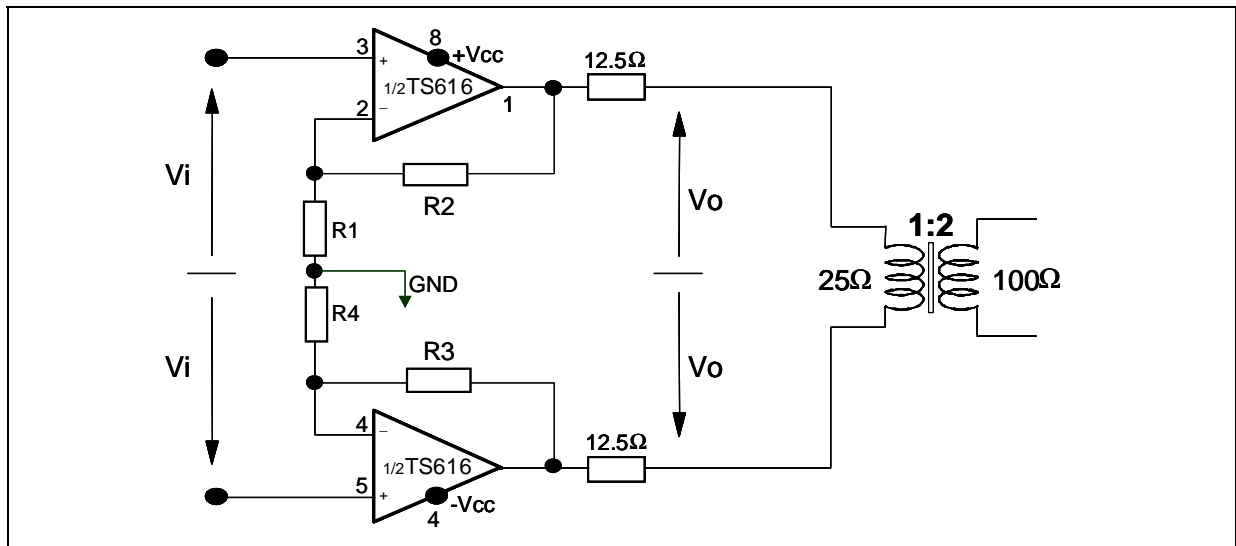 8
3
+
+Vcc
1/2TS616
12.5Ω
2
−
1
Vi
R2
Vo
R1
1:2
GND
25Ω
100Ω
R4
R3
Vi
Vo
4
−
12.5Ω
1/2TS616
5
+
-Vcc
4